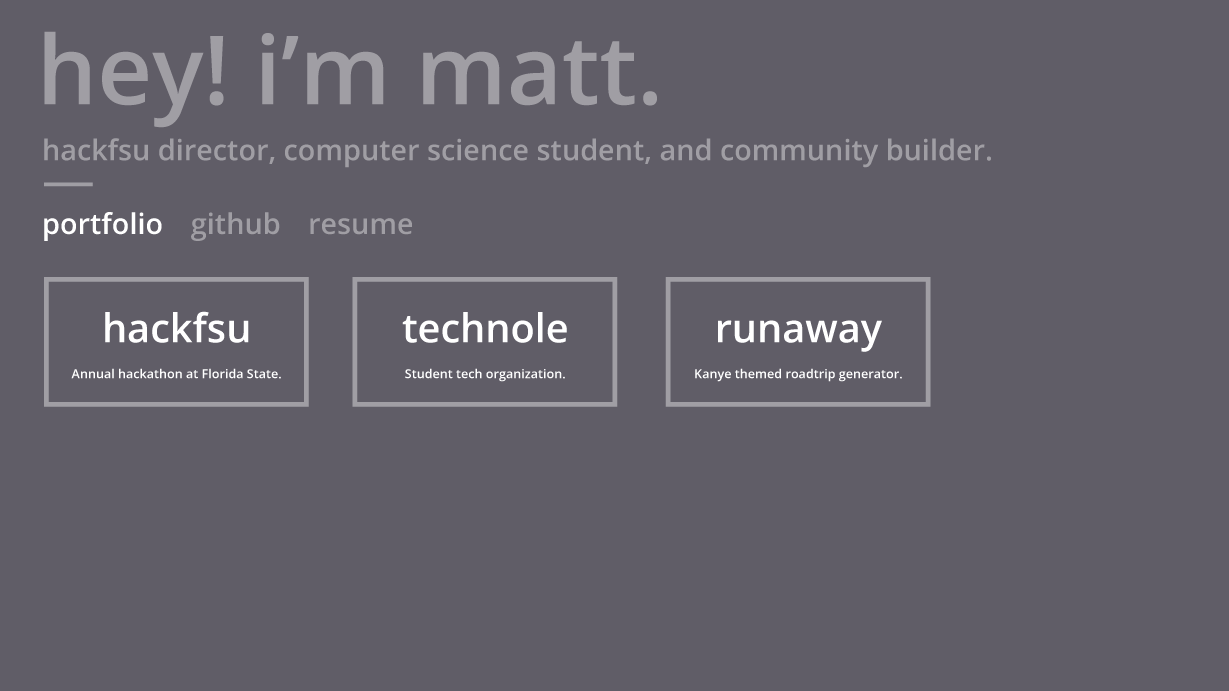 hey! i’m matt.
hackfsu director, computer science student, and community builder.
portfolio github resume
hackfsu technole runaway
Annual hackathon at Florida State. Student tech organization. Kanye themed roadtrip generator.